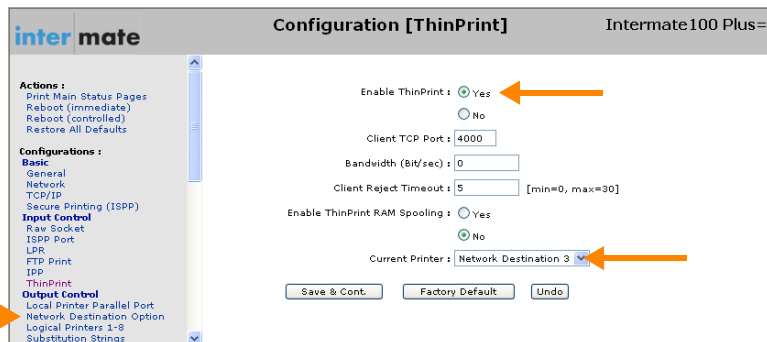 inter mate
Configuration [ThinPrint]
Intermate100 Plus=
Actions :
Print Main Status Pages
Reboot (immediate)
Reboot (controlled)
Restore All Defaults
Configurations :
Basic
General
Network
TCP/IP
Secure Printing (ISPP)
Input Control
Raw Socket
ISPP Port
LPR
FTP Print
IPP
ThinPrint
Output Control
Local Printer Parallel Port
Network Destination Option
Logical Printers 1-8
Substitution Strings
Enable ThinPrint : Yes
No
Client TCP Port : 4000
Bandwidth (Bit/sec) : 0
Client Reject Timeout : 5 [min=0, max=30]
Enable ThinPrint RAM Spooling : Yes
No
Current Printer : Network Destination 3
Save & Cont. Factory Default Undo